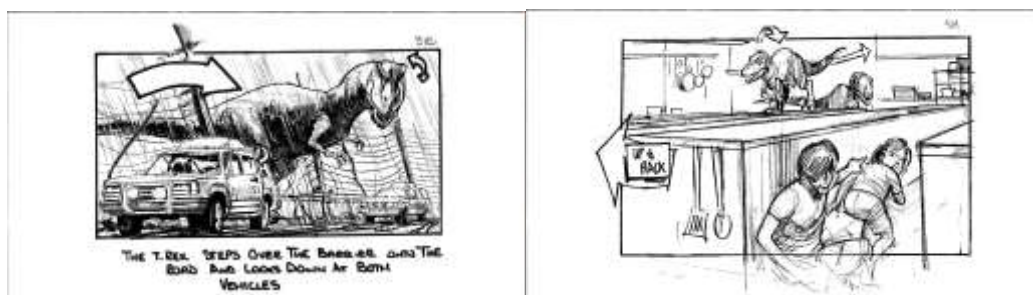 THE T.REX STEPS OVER THE BARRIER ONTO THE
ROAD AND LOOKS DOWN AT BOTH
VEHICLES
UP &
BACK